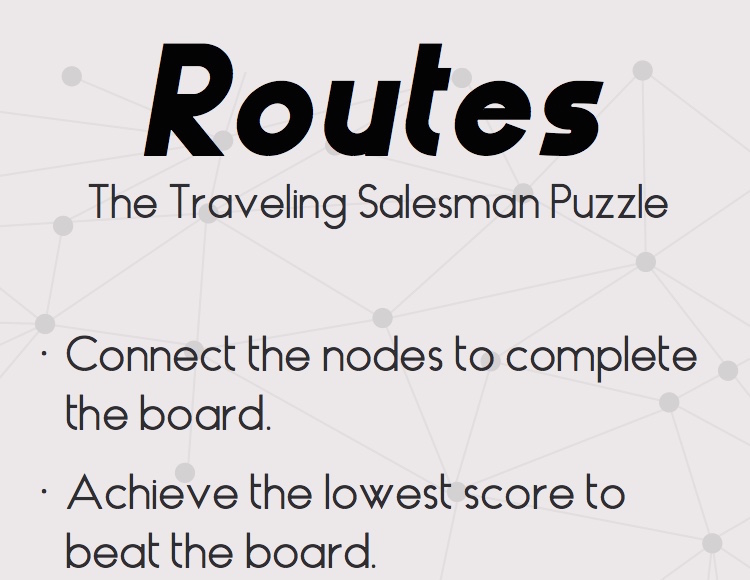 Routes
The Traveling Salesman Puzzle
· Connect the nodes to complete
the board.
· Achieve the lowest score to
beat the board.